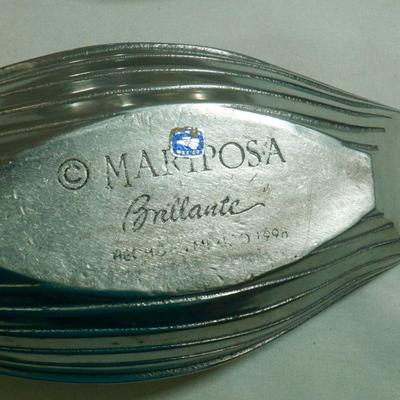 © MARIPOSA
Brillante
HECHO EN MEXICO 1996